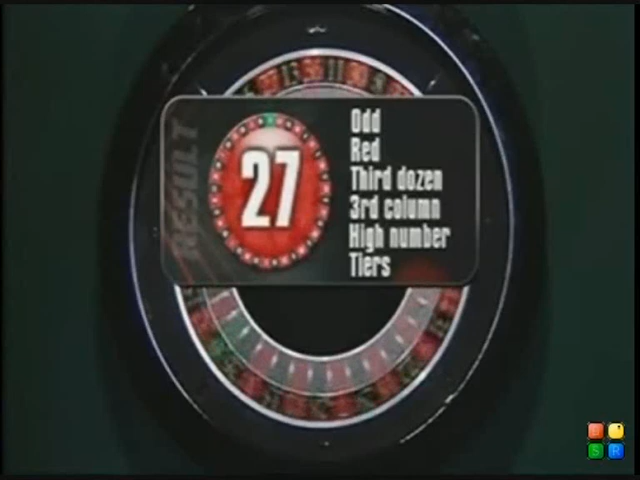 RESULT
27
Odd
Red
Third dozen
3rd column
High number
Tiers